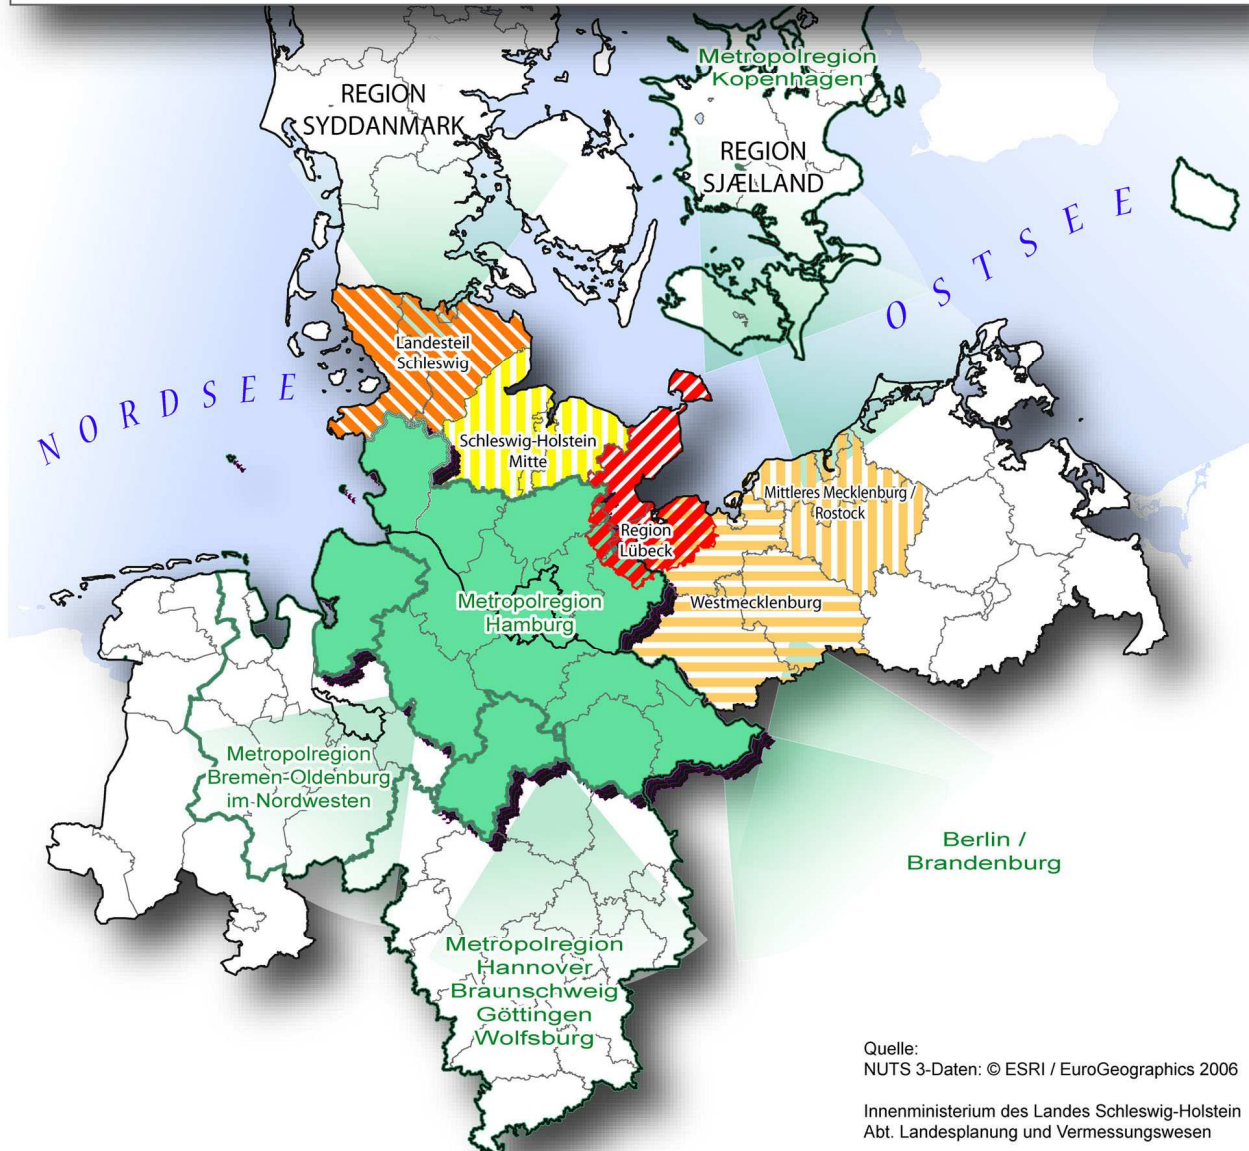 Metropolregion
Kopenhagen
REGION
SYDDANMARK
REGION
SJÆLLAND
OSTSEE
NORDSEE
Landesteil
Schleswig
Schleswig-Holstein
Mitte
Mittleres Mecklenburg /
Rostock
Region
Lübeck
Westmecklenburg
Metropolregion
Hamburg
Metropolregion
Bremen-Oldenburg
im Nordwesten
Berlin /
Brandenburg
Metropolregion
Hannover
Braunschweig
Göttingen
Wolfsburg
Quelle:
NUTS 3-Daten: © ESRI / EuroGeographics 2006
Innenministerium des Landes Schleswig-Holstein
Abt. Landesplanung und Vermessungswesen